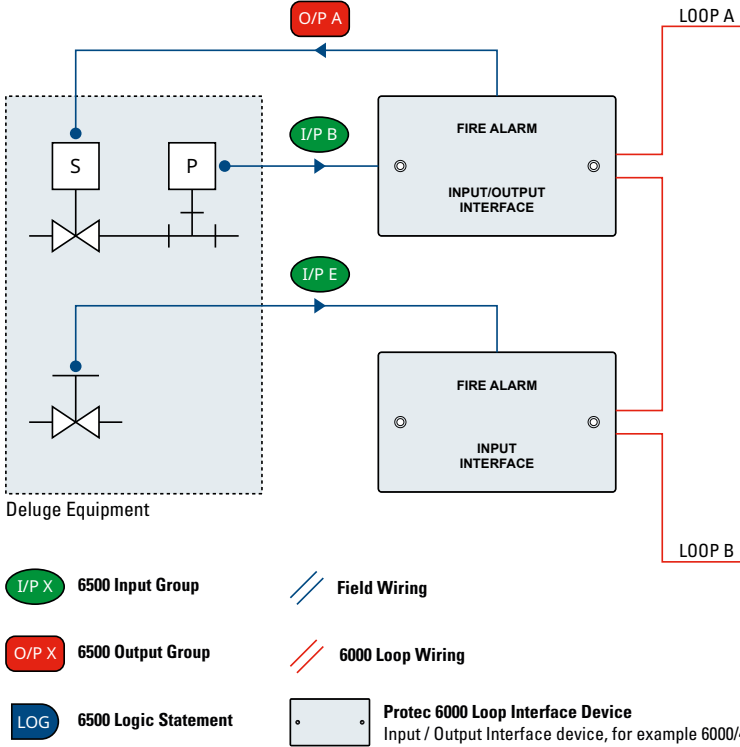 O/P A
LOOP A
I/P B
FIRE ALARM
S
P
INPUT/OUTPUT
INTERFACE
I/P E
FIRE ALARM
INPUT
INTERFACE
Deluge Equipment
LOOP B
I/P X 6500 Input Group
Field Wiring
O/P X 6500 Output Group
6000 Loop Wiring
LOG 6500 Logic Statement
Protec 6000 Loop Interface Device
Input / Output Interface device, for example